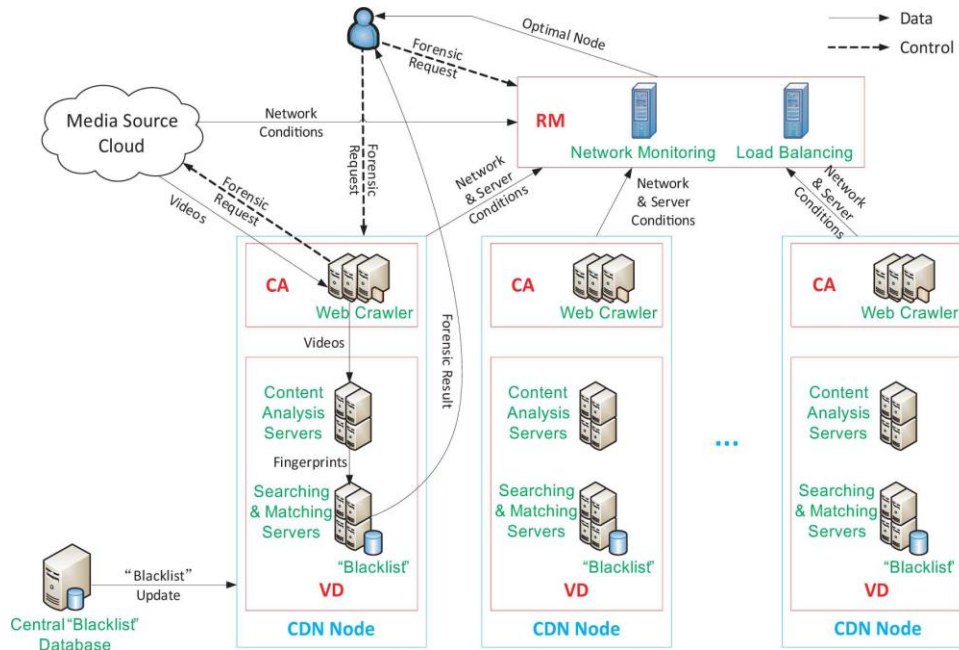 Data
Control
Optimal Node
Forensic
Request
RM
Network Monitoring
Load Balancing
Media Source
Cloud
Network
Conditions
Forensic
Request
Forensic
Request
Videos
Network
& Server
Conditions
Network
& Server
Conditions
Network
& Server
Conditions
CA
Web Crawler
CA
Web Crawler
CA
Web Crawler
Videos
Forensic Result
Content
Analysis
Servers
Content
Analysis
Servers
Content
Analysis
Servers
...
Fingerprints
Searching
& Matching
Servers
Searching
& Matching
Servers
Searching
& Matching
Servers
"Blacklist"
"Blacklist"
"Blacklist"
VD
VD
VD
"Blacklist"
Update
Central "Blacklist"
Database
CDN Node
CDN Node
CDN Node